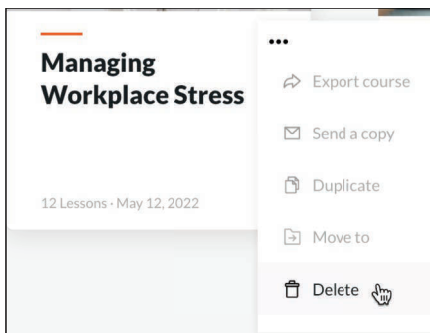 Managing
Workplace Stress
12 Lessons · May 12, 2022
Export course
Send a copy
Duplicate
Move to
Delete